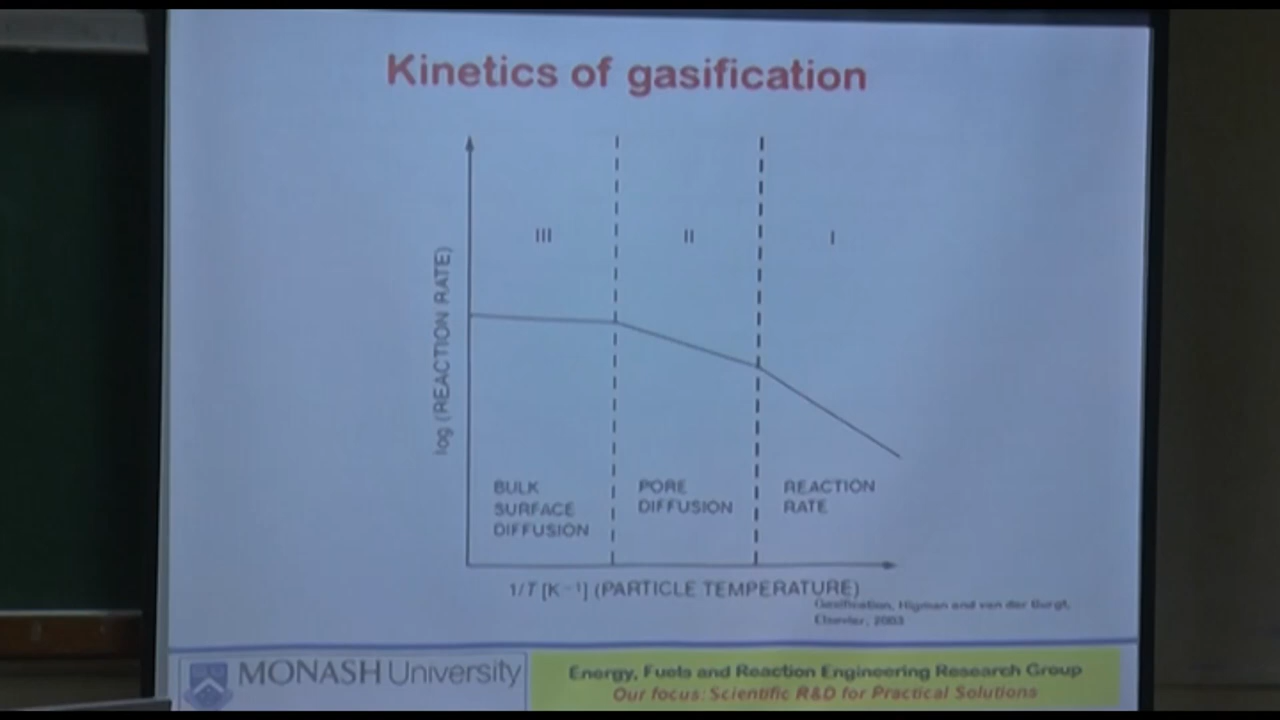 Kinetics of gasification
III
II
I
log (REACTION RATE)
BULK
SURFACE
DIFFUSION
PORE
DIFFUSION
REACTION
RATE
1/T [K⁻¹] (PARTICLE TEMPERATURE)
Gasification, Higman and van der Burgt,
Elsevier, 2003
MONASH University
Energy, Fuels and Reaction Engineering Research Group
Our focus: Scientific R&D for Practical Solutions